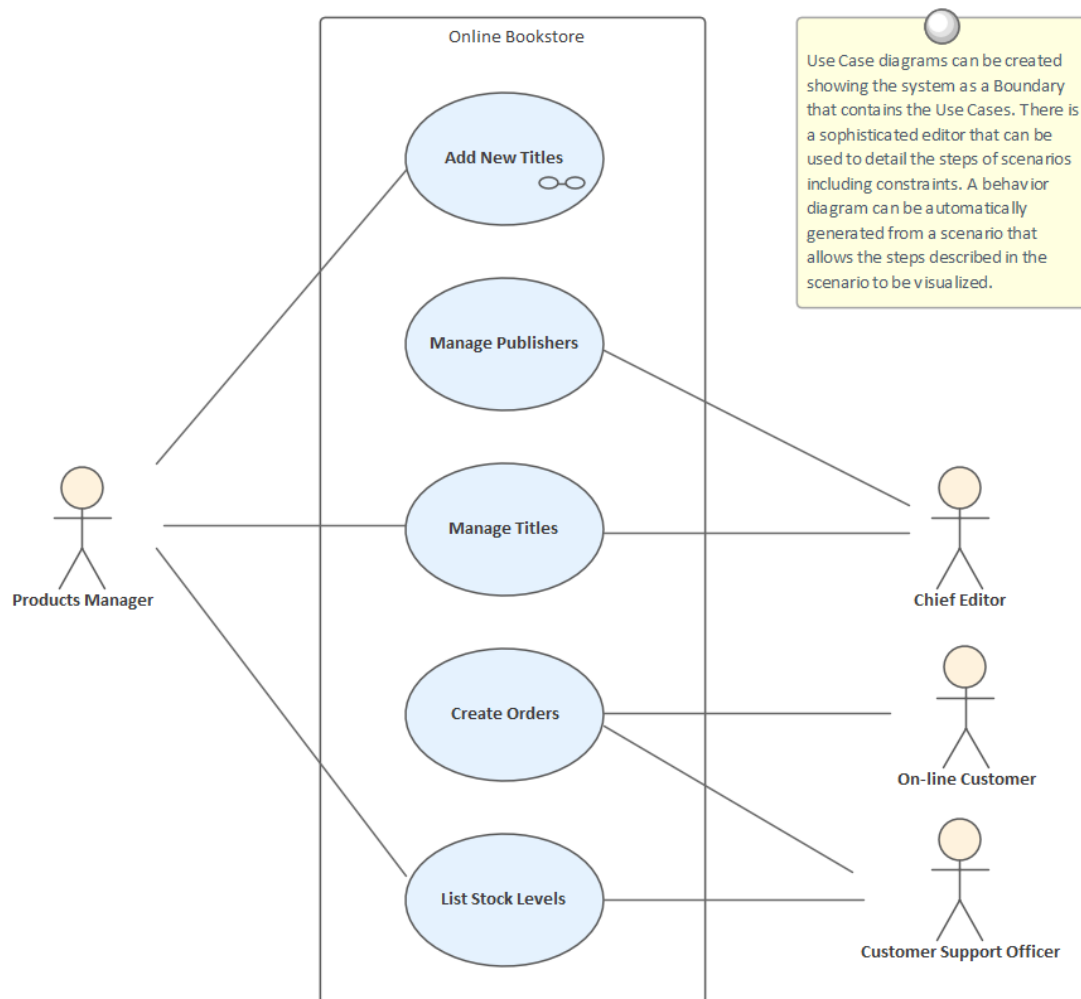 Online Bookstore
Use Case diagrams can be created
showing the system as a Boundary
that contains the Use Cases. There is
a sophisticated editor that can be
used to detail the steps of scenarios
including constraints. A behavior
diagram can be automatically
generated from a scenario that
allows the steps described in the
scenario to be visualized.
Add New Titles
Manage Publishers
Manage Titles
Products Manager
Chief Editor
Create Orders
On-line Customer
List Stock Levels
Customer Support Officer